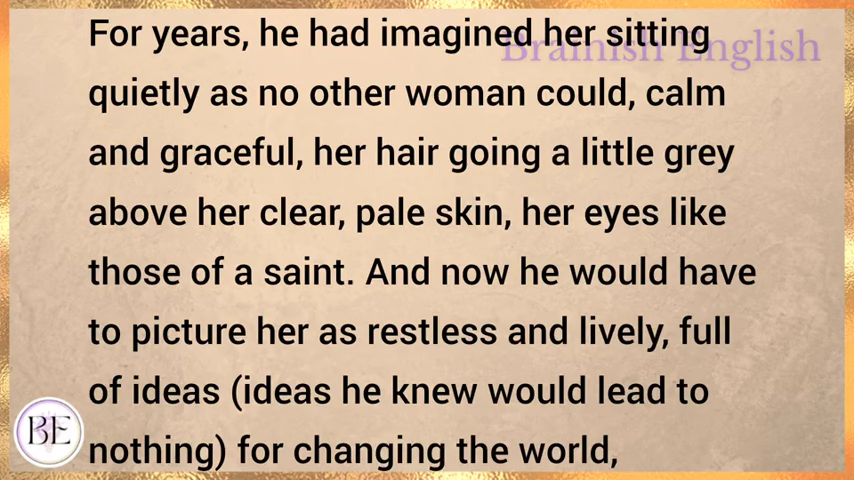 Brainish English
For years, he had imagined her sitting
quietly as no other woman could, calm
and graceful, her hair going a little grey
above her clear, pale skin, her eyes like
those of a saint. And now he would have
to picture her as restless and lively, full
of ideas (ideas he knew would lead to
nothing) for changing the world,
BE